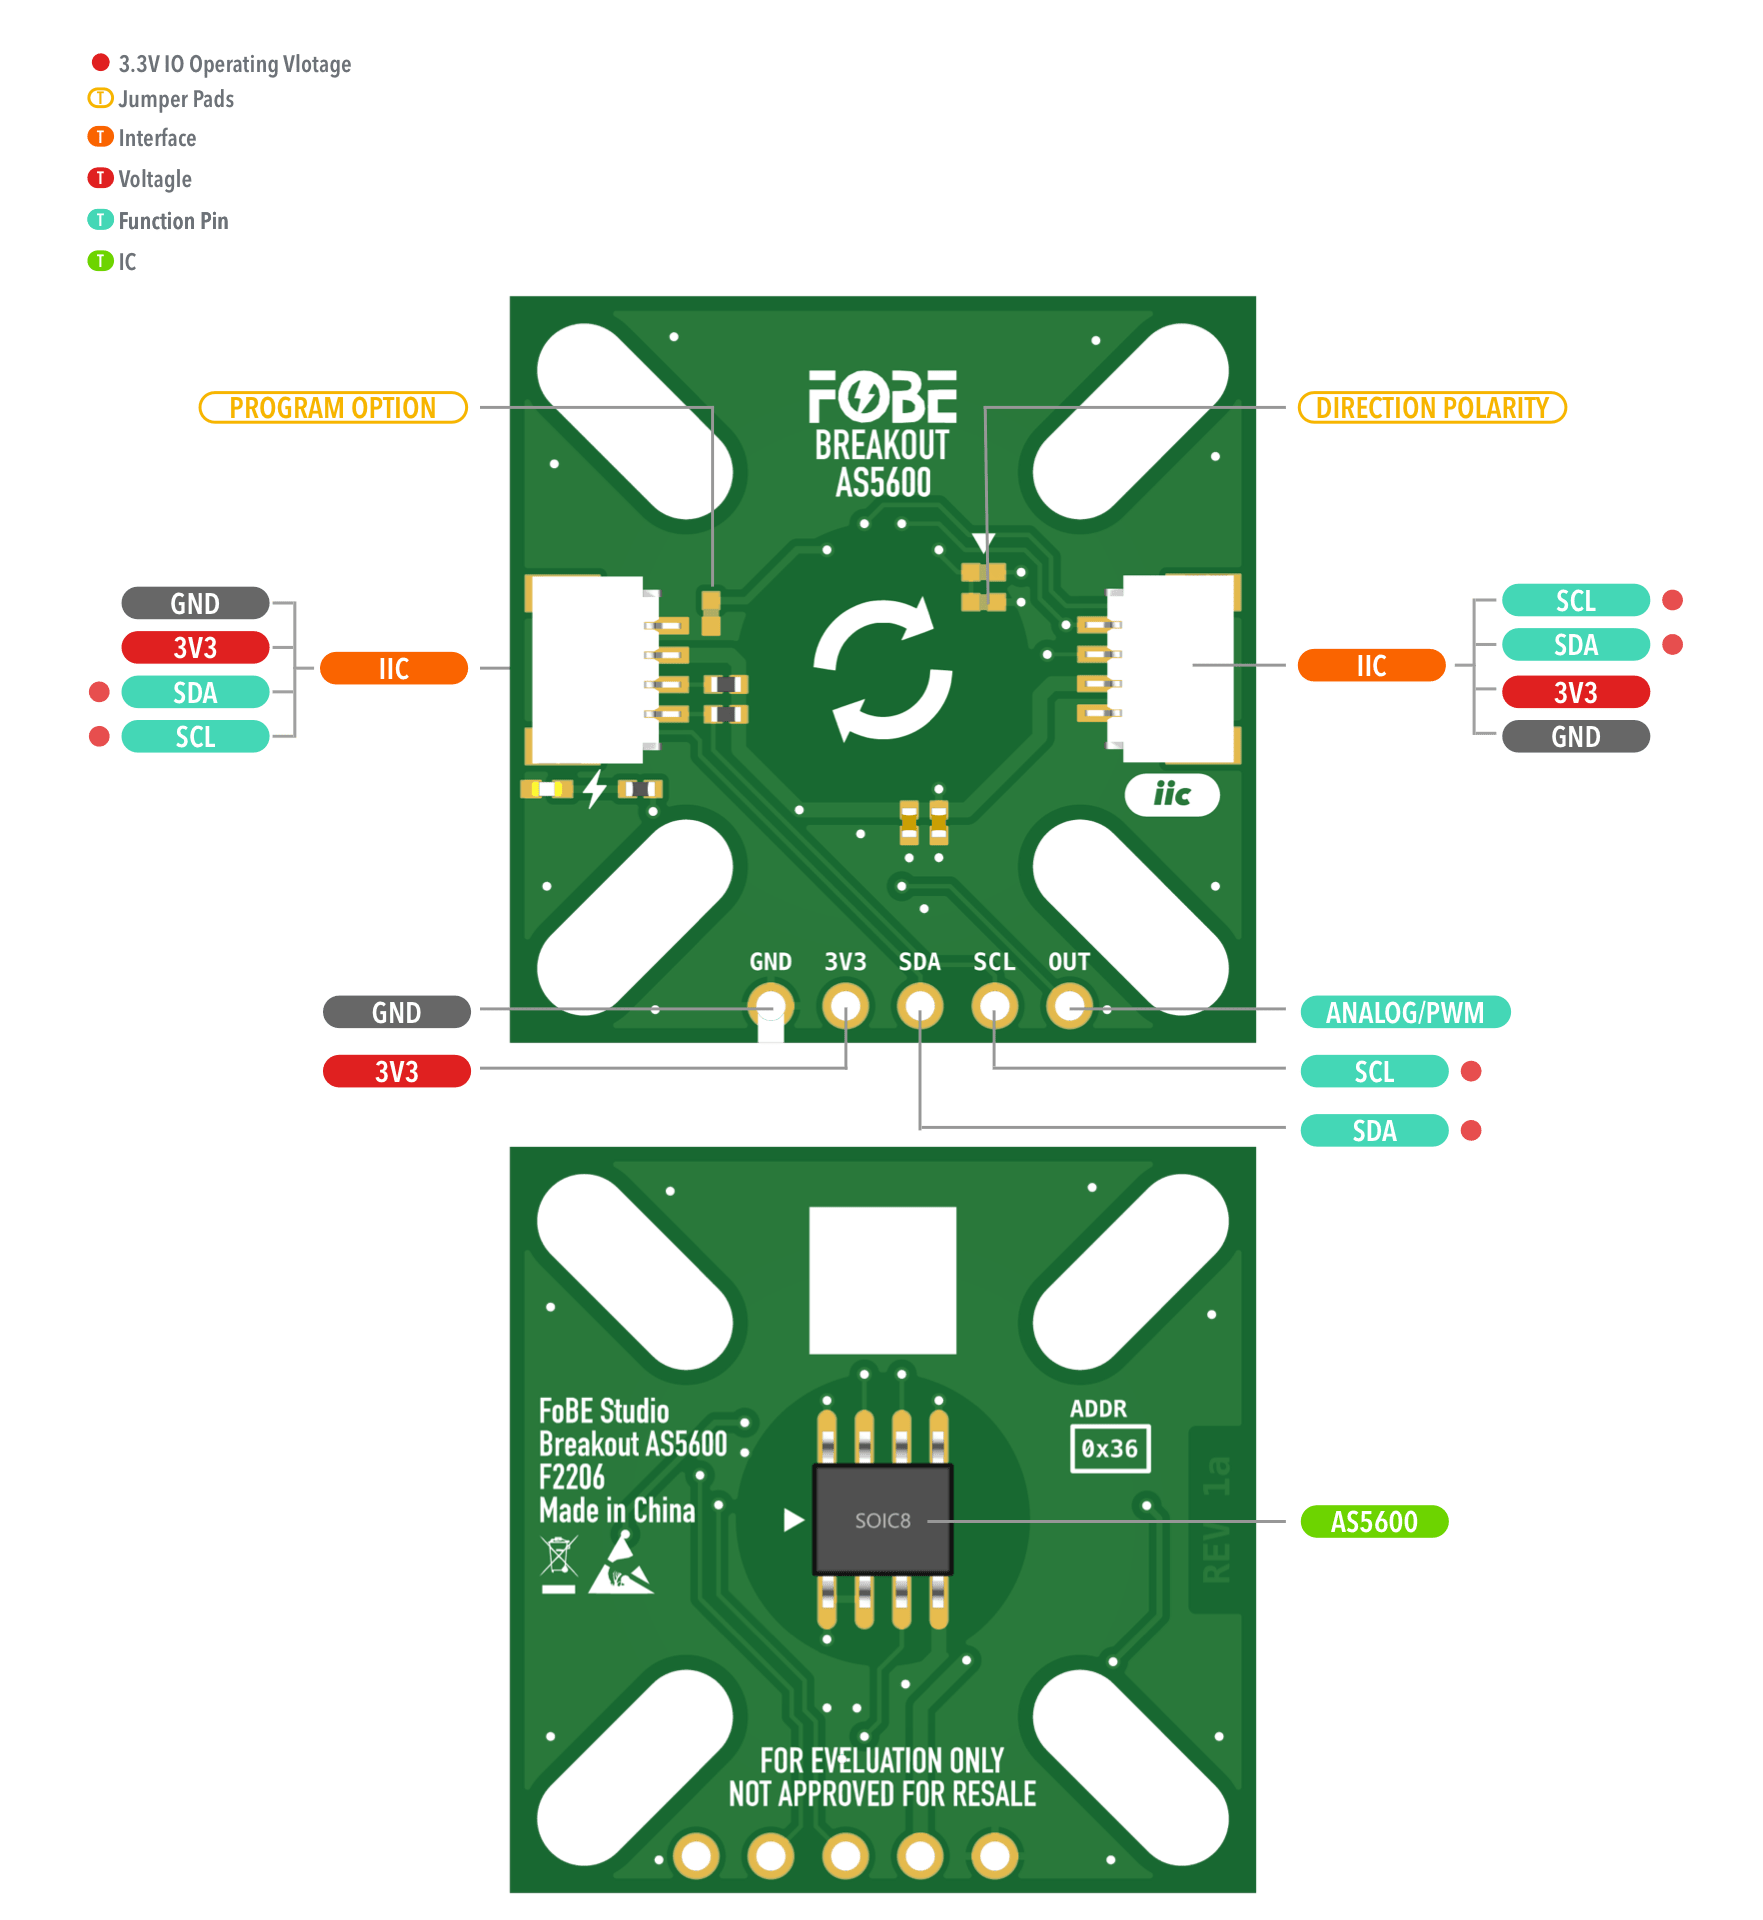 3.3V IO Operating Vlotage
T Jumper Pads
T Interface
T Voltagle
T Function Pin
T IC
FOBE
BREAKOUT
AS5600
PROGRAM OPTION
DIRECTION POLARITY
GND
3V3
SDA
SCL
IIC
IIC
SCL
SDA
3V3
GND
iic
GND 3V3 SDA SCL OUT
GND
3V3
ANALOG/PWM
SCL
SDA
FoBE Studio
Breakout AS5600
F2206
Made in China
ADDR
0x36
REV 1a
SOIC8
AS5600
FOR EVELUATION ONLY
NOT APPROVED FOR RESALE